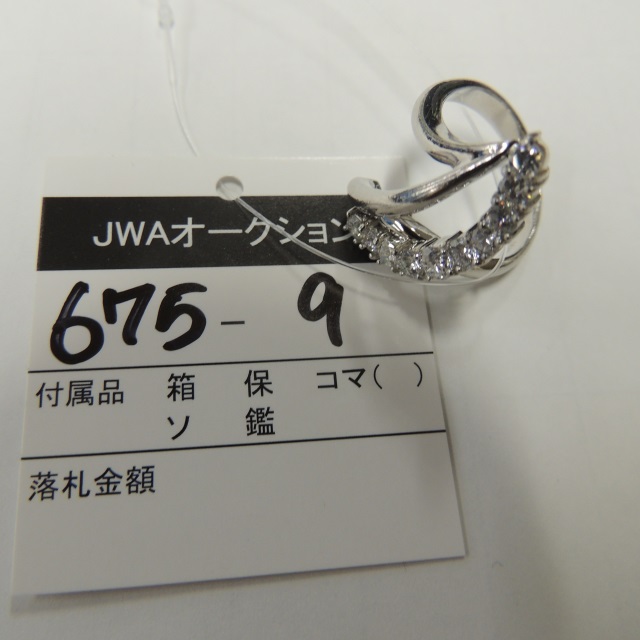 JWAオークション
675-9
付属品 箱 保 コマ( )
ソ 鑑
落札金額